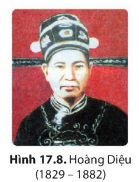 Hình 17.8. Hoàng Diệu
(1829 – 1882)